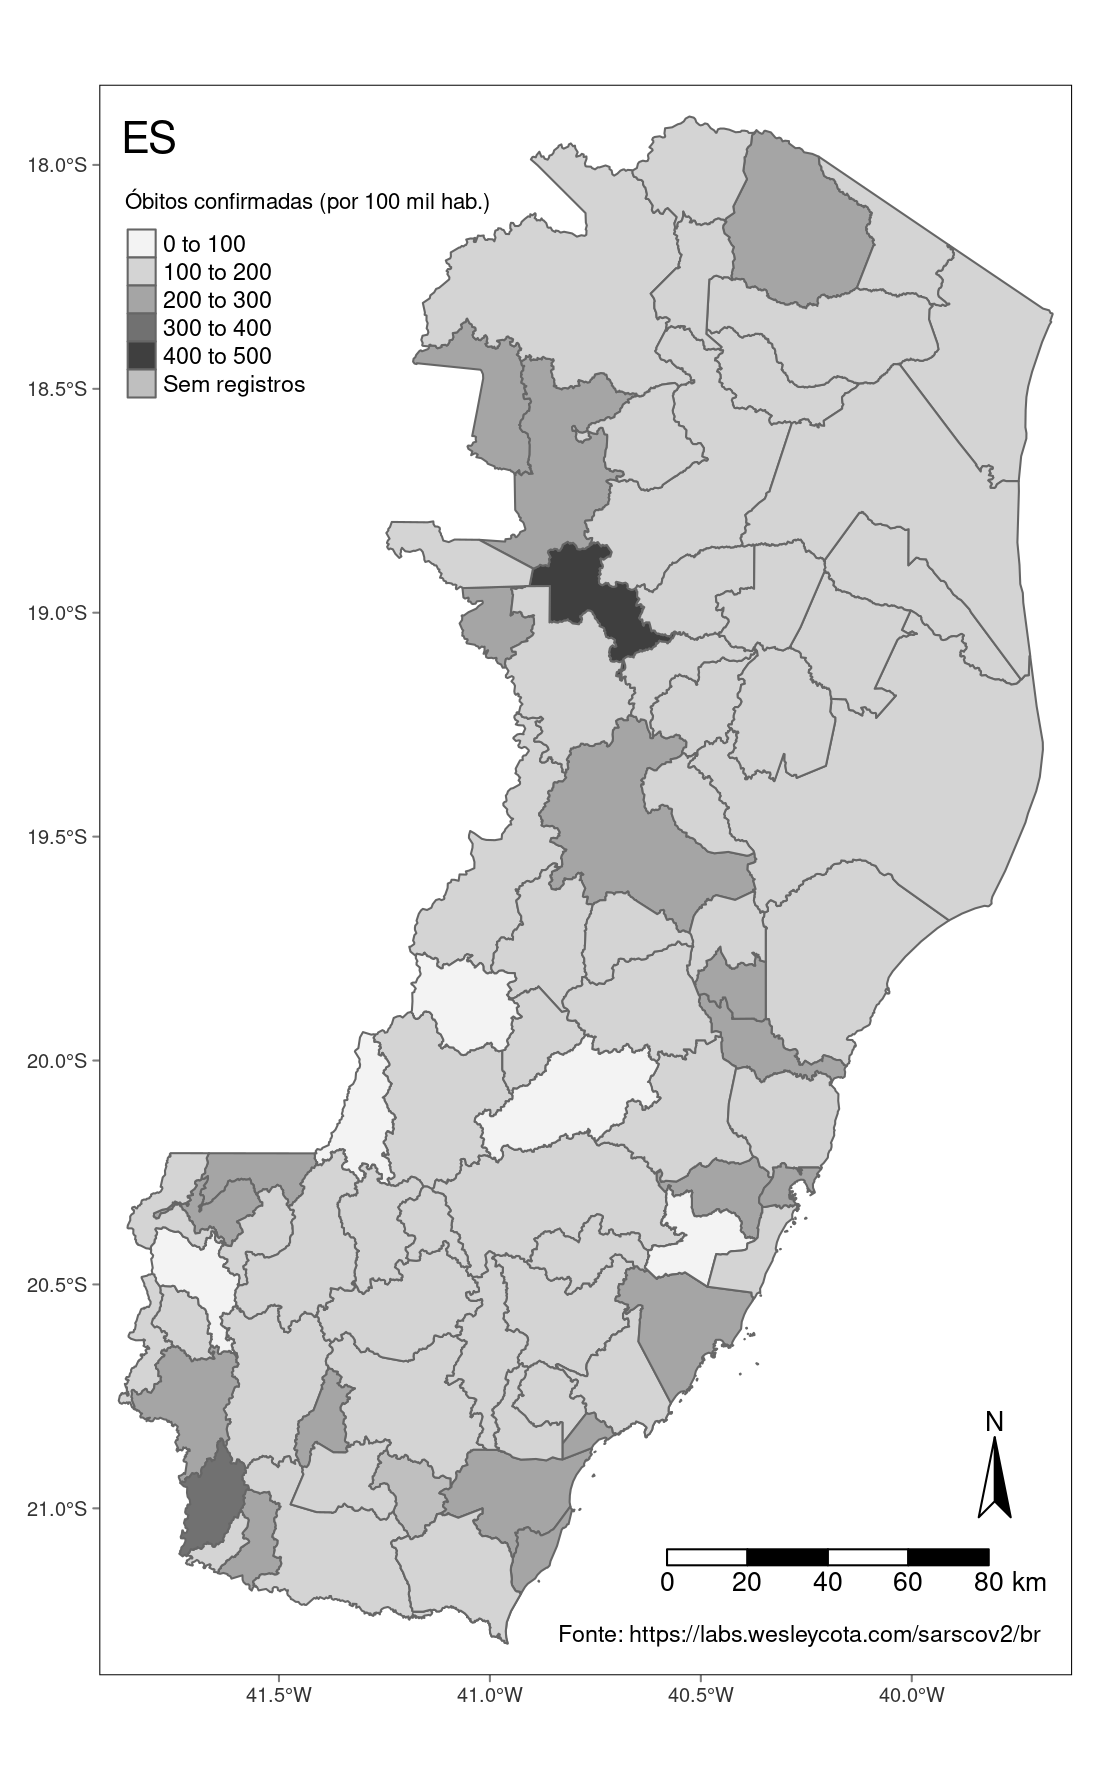 ES
Óbitos confirmadas (por 100 mil hab.)
0 to 100
100 to 200
200 to 300
300 to 400
400 to 500
Sem registros
18.0°S
18.5°S
19.0°S
19.5°S
20.0°S
20.5°S
21.0°S
N
0 20 40 60 80 km
Fonte: https://labs.wesleycota.com/sarscov2/br
41.5°W 41.0°W 40.5°W 40.0°W